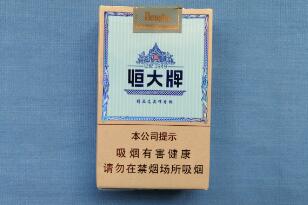 恒大牌
本公司提示
吸烟有害健康
请勿在禁烟场所吸烟